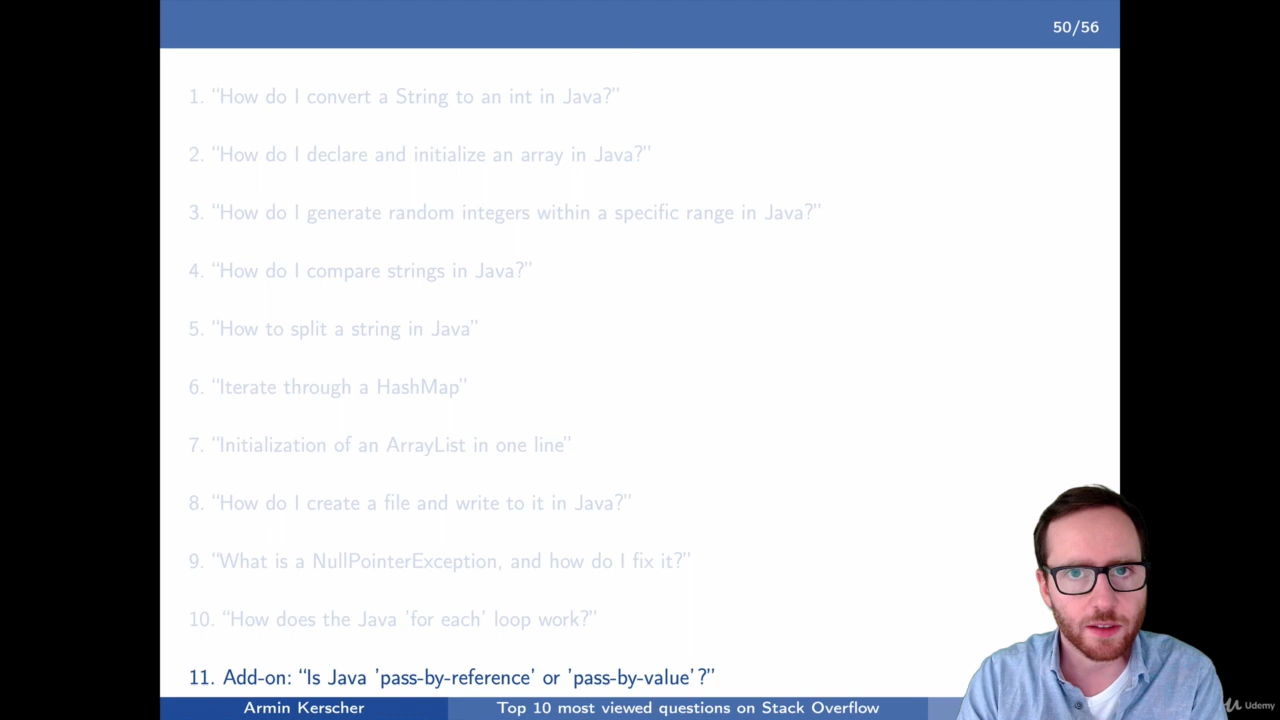 50/56
1. “How do I convert a String to an int in Java?”
2. “How do I declare and initialize an array in Java?”
3. “How do I generate random integers within a specific range in Java?”
4. “How do I compare strings in Java?”
5. “How to split a string in Java”
6. “Iterate through a HashMap”
7. “Initialization of an ArrayList in one line”
8. “How do I create a file and write to it in Java?”
9. “What is a NullPointerException, and how do I fix it?”
10. “How does the Java 'for each' loop work?”
11. Add-on: “Is Java 'pass-by-reference' or 'pass-by-value'?”
Armin Kerscher
Top 10 most viewed questions on Stack Overflow
Udemy